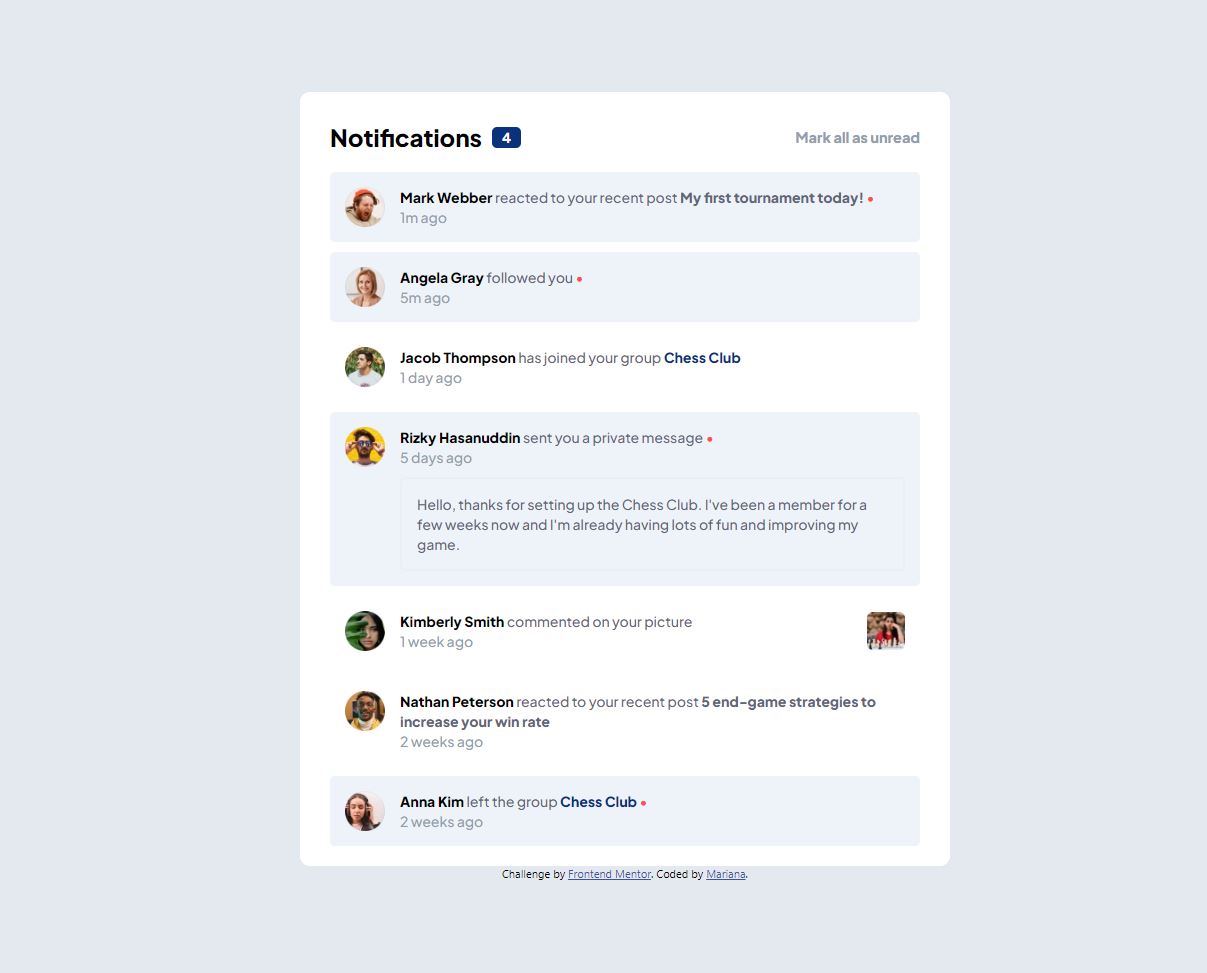 Notifications 4 Mark all as unread
Mark Webber reacted to your recent post My first tournament today!
1m ago
Angela Gray followed you
5m ago
Jacob Thompson has joined your group Chess Club
1 day ago
Rizky Hasanuddin sent you a private message
5 days ago
Hello, thanks for setting up the Chess Club. I've been a member for a
few weeks now and I'm already having lots of fun and improving my
game.
Kimberly Smith commented on your picture
1 week ago
Nathan Peterson reacted to your recent post 5 end-game strategies to
increase your win rate
2 weeks ago
Anna Kim left the group Chess Club
2 weeks ago
Challenge by Frontend Mentor. Coded by Mariana.